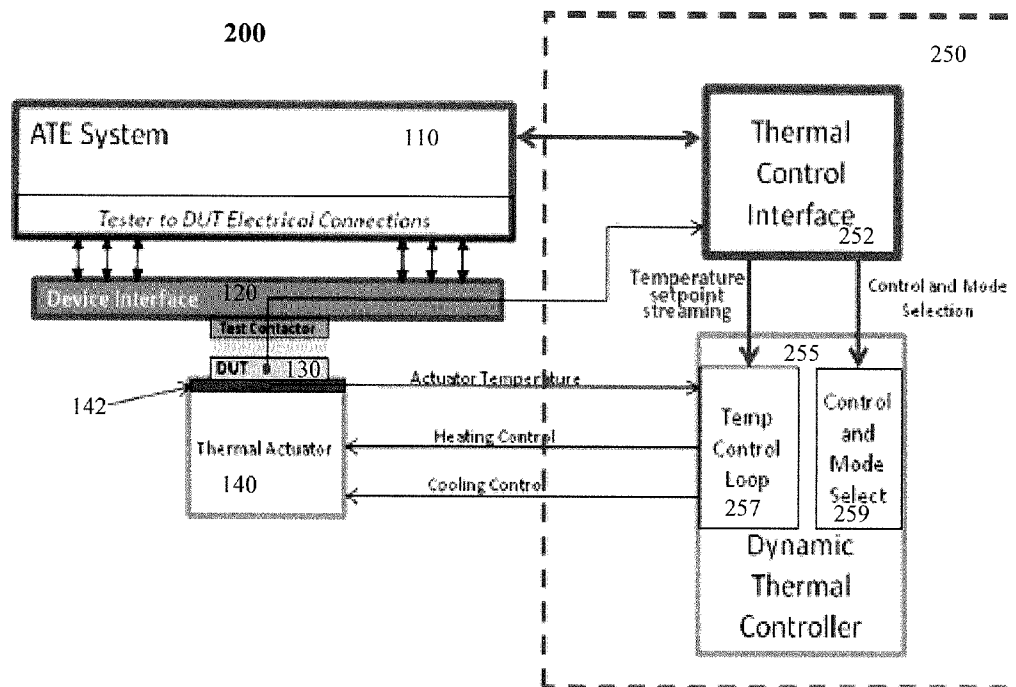 200
250
ATE System
110
Tester to DUT Electrical Connections
Thermal
Control
Interface
252
Device Interface
120
Test Contactor
DUT
130
142
Thermal Actuator
140
Temperature
setpoint
streaming
Control and Mode
Selection
Actuator Temperature
Heating Control
Cooling Control
255
Temp
Control
Loop
257
Control
and
Mode
Select
259
Dynamic
Thermal
Controller